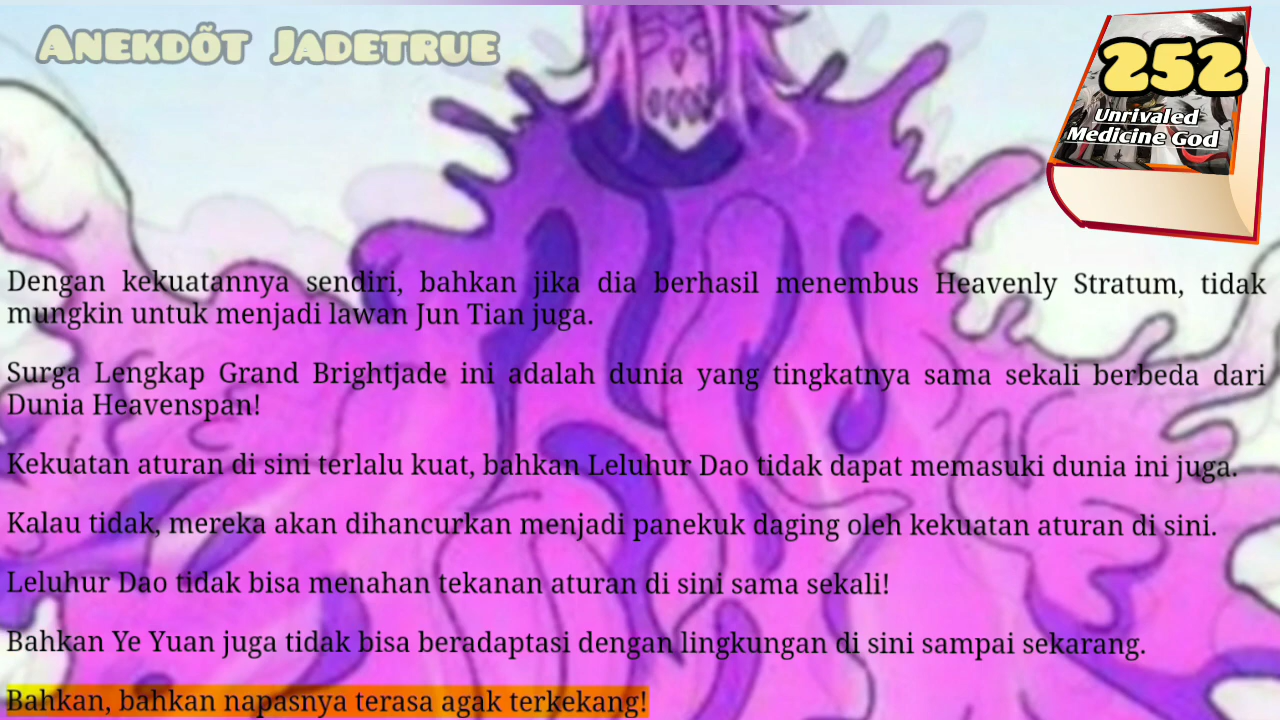 Anekdõt Jadetrue
252
Unrivaled
Medicine God
Dengan kekuatannya sendiri, bahkan jika dia berhasil menembus Heavenly Stratum, tidak
mungkin untuk menjadi lawan Jun Tian juga.
Surga Lengkap Grand Brightjade ini adalah dunia yang tingkatnya sama sekali berbeda dari
Dunia Heavenspan!
Kekuatan aturan di sini terlalu kuat, bahkan Leluhur Dao tidak dapat memasuki dunia ini juga.
Kalau tidak, mereka akan dihancurkan menjadi panekuk daging oleh kekuatan aturan di sini.
Leluhur Dao tidak bisa menahan tekanan aturan di sini sama sekali!
Bahkan Ye Yuan juga tidak bisa beradaptasi dengan lingkungan di sini sampai sekarang.
Bahkan, bahkan napasnya terasa agak terkekang!